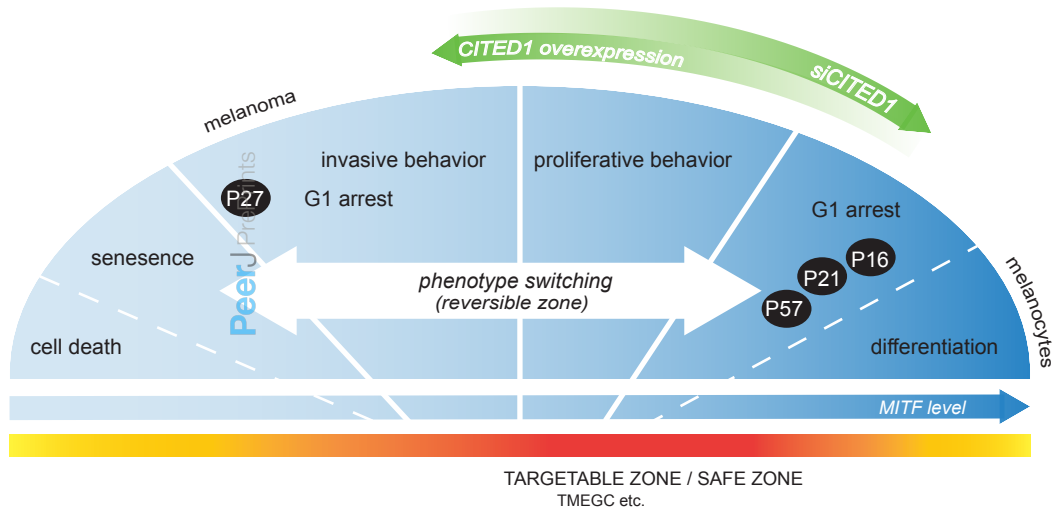 CITED1 overexpression
siCITED1
melanoma
invasive behavior
proliferative behavior
P27
G1 arrest
G1 arrest
senesence
phenotype switching
(reversible zone)
P16
P21
P57
melanocytes
cell death
differentiation
PeerJ PrePrints
MITF level
TARGETABLE ZONE / SAFE ZONE
TMEGC etc.